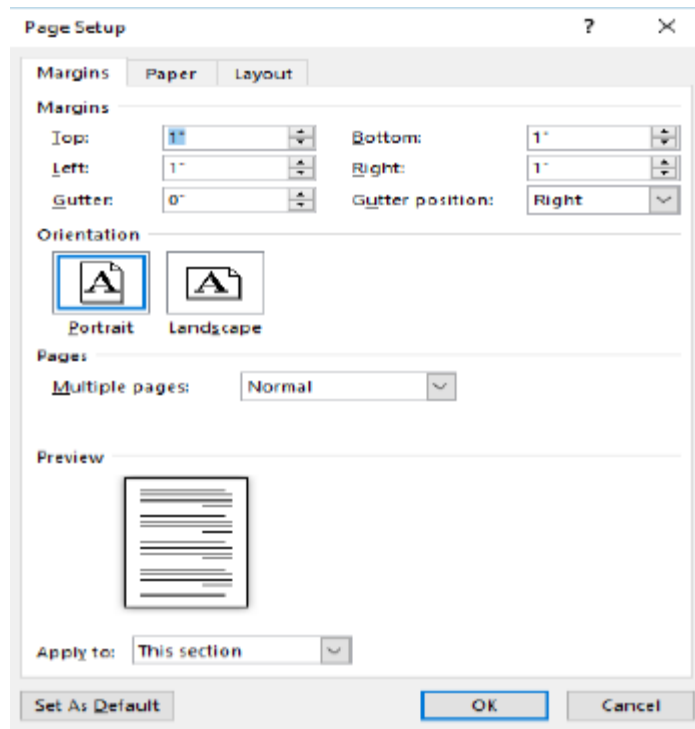 Page Setup ?
Margins Paper Layout
Margins
Top: 1" Bottom: 1"
Left: 1" Right: 1"
Gutter: 0" Gutter position: Right
Orientation
A A
Portrait Landscape
Pages
Multiple pages: Normal
Preview
Apply to: This section
Set As Default OK Cancel